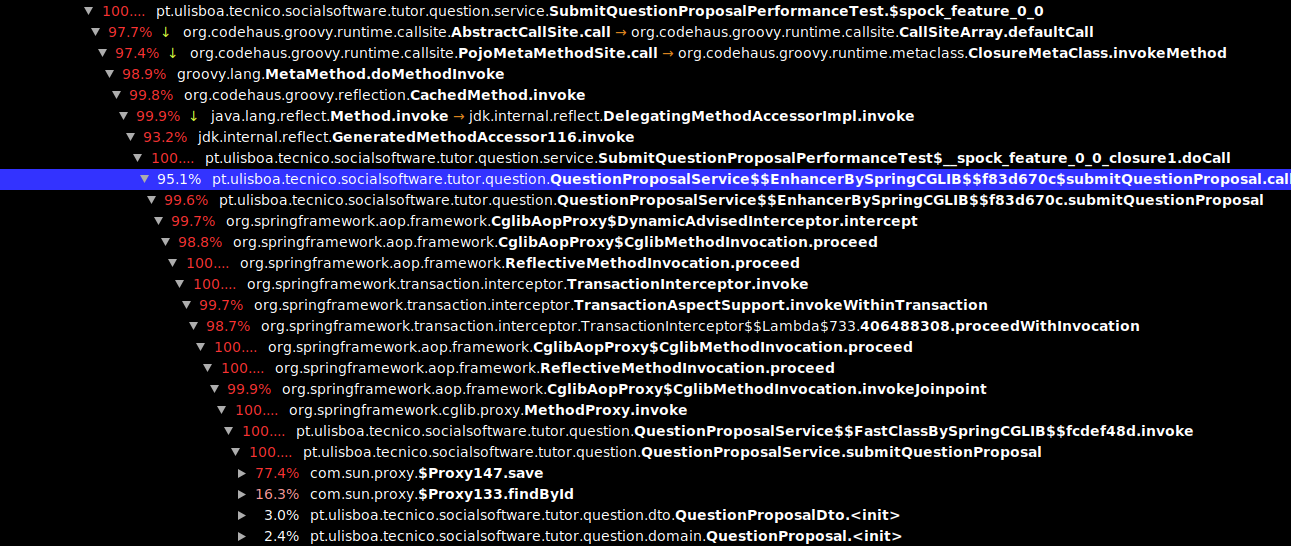 100.... pt.ulisboa.tecnico.socialsoftware.tutor.question.service.SubmitQuestionProposalPerformanceTest.$spock_feature_0_0
97.7% ↓ org.codehaus.groovy.runtime.callsite.AbstractCallSite.call → org.codehaus.groovy.runtime.callsite.CallSiteArray.defaultCall
97.4% ↓ org.codehaus.groovy.runtime.callsite.PojoMetaMethodSite.call → org.codehaus.groovy.runtime.metaclass.ClosureMetaClass.invokeMethod
98.9% groovy.lang.MetaMethod.doMethodInvoke
99.8% org.codehaus.groovy.reflection.CachedMethod.invoke
99.9% ↓ java.lang.reflect.Method.invoke → jdk.internal.reflect.DelegatingMethodAccessorImpl.invoke
93.2% jdk.internal.reflect.GeneratedMethodAccessor116.invoke
100.... pt.ulisboa.tecnico.socialsoftware.tutor.question.service.SubmitQuestionProposalPerformanceTest$__spock_feature_0_0_closure1.doCall
95.1% pt.ulisboa.tecnico.socialsoftware.tutor.question.QuestionProposalService$$EnhancerBySpringCGLIB$$f83d670c$submitQuestionProposal.call
99.6% pt.ulisboa.tecnico.socialsoftware.tutor.question.QuestionProposalService$$EnhancerBySpringCGLIB$$f83d670c.submitQuestionProposal
99.7% org.springframework.aop.framework.CglibAopProxy$DynamicAdvisedInterceptor.intercept
98.8% org.springframework.aop.framework.CglibAopProxy$CglibMethodInvocation.proceed
100.... org.springframework.aop.framework.ReflectiveMethodInvocation.proceed
100.... org.springframework.transaction.interceptor.TransactionInterceptor.invoke
99.7% org.springframework.transaction.interceptor.TransactionAspectSupport.invokeWithinTransaction
98.7% org.springframework.transaction.interceptor.TransactionInterceptor$$Lambda$733.406488308.proceedWithInvocation
100.... org.springframework.aop.framework.CglibAopProxy$CglibMethodInvocation.proceed
100.... org.springframework.aop.framework.ReflectiveMethodInvocation.proceed
99.9% org.springframework.aop.framework.CglibAopProxy$CglibMethodInvocation.invokeJoinpoint
100.... org.springframework.cglib.proxy.MethodProxy.invoke
100.... pt.ulisboa.tecnico.socialsoftware.tutor.question.QuestionProposalService$$FastClassBySpringCGLIB$$fcdef48d.invoke
100.... pt.ulisboa.tecnico.socialsoftware.tutor.question.QuestionProposalService.submitQuestionProposal
77.4% com.sun.proxy.$Proxy147.save
16.3% com.sun.proxy.$Proxy133.findById
3.0% pt.ulisboa.tecnico.socialsoftware.tutor.question.dto.QuestionProposalDto.<init>
2.4% pt.ulisboa.tecnico.socialsoftware.tutor.question.domain.QuestionProposal.<init>